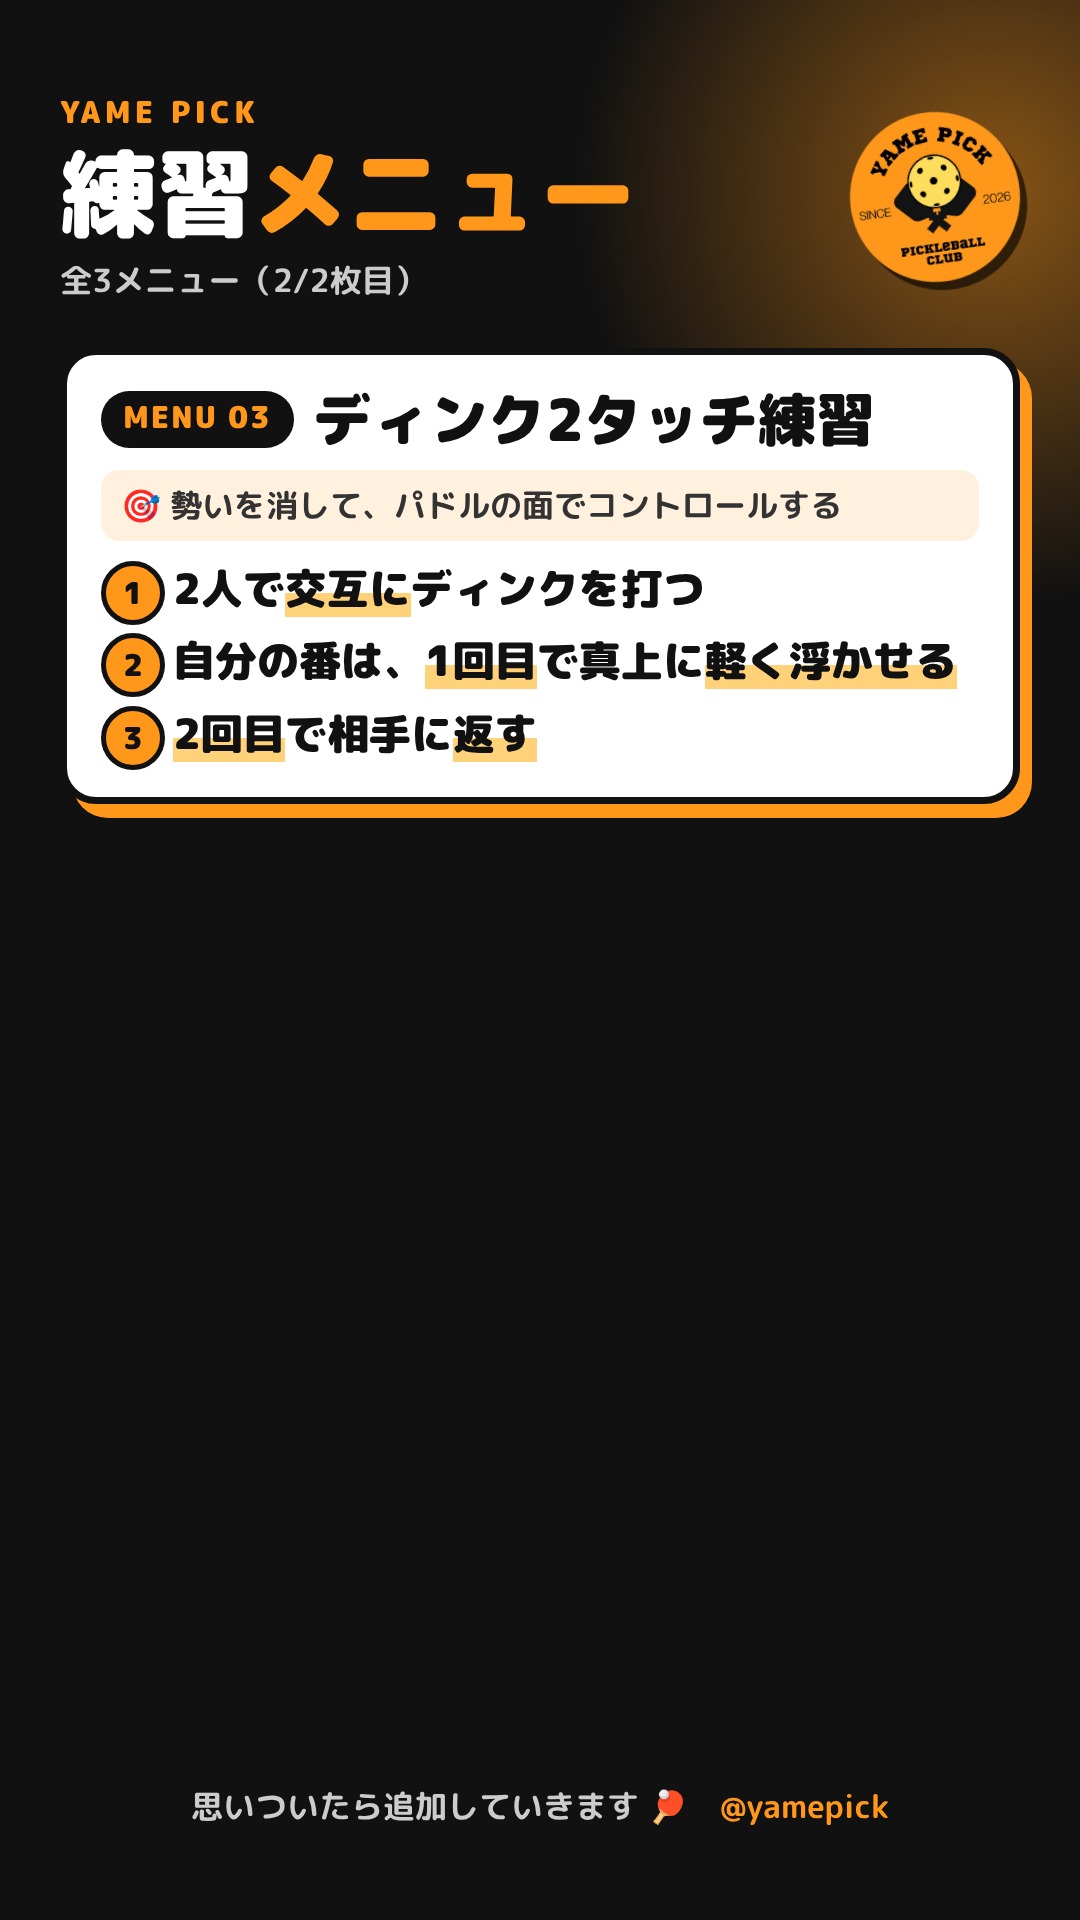 YAME PICK
練習メニュー
全3メニュー（2/2枚目）
YAME PICK
SINCE 2026
PICKLEBALL
CLUB
MENU 03 ディンク2タッチ練習
🎯 勢いを消して、パドルの面でコントロールする
1 2人で交互にディンクを打つ
2 自分の番は、1回目で真上に軽く浮かせる
3 2回目で相手に返す
思いついたら追加していきます 🏓 @yamepick